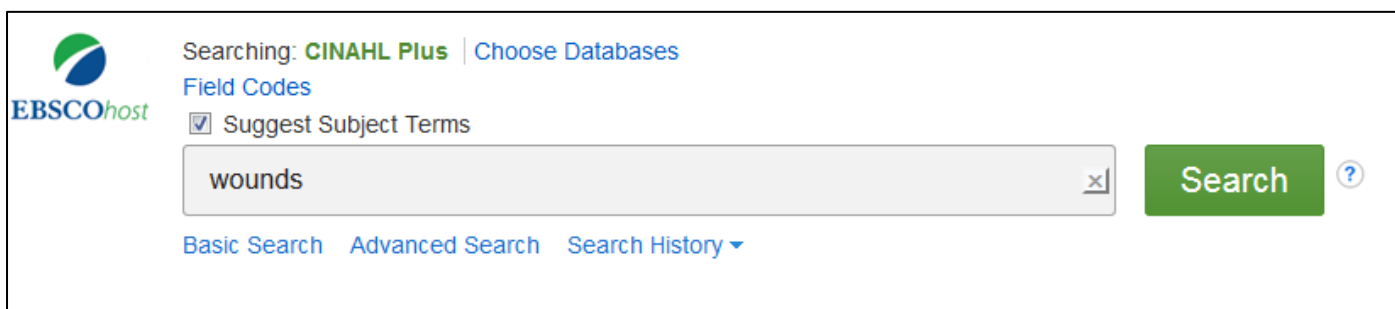 Searching: CINAHL Plus | Choose Databases
Field Codes
EBSCOhost
Suggest Subject Terms
wounds
x
Search
?
Basic Search Advanced Search Search History